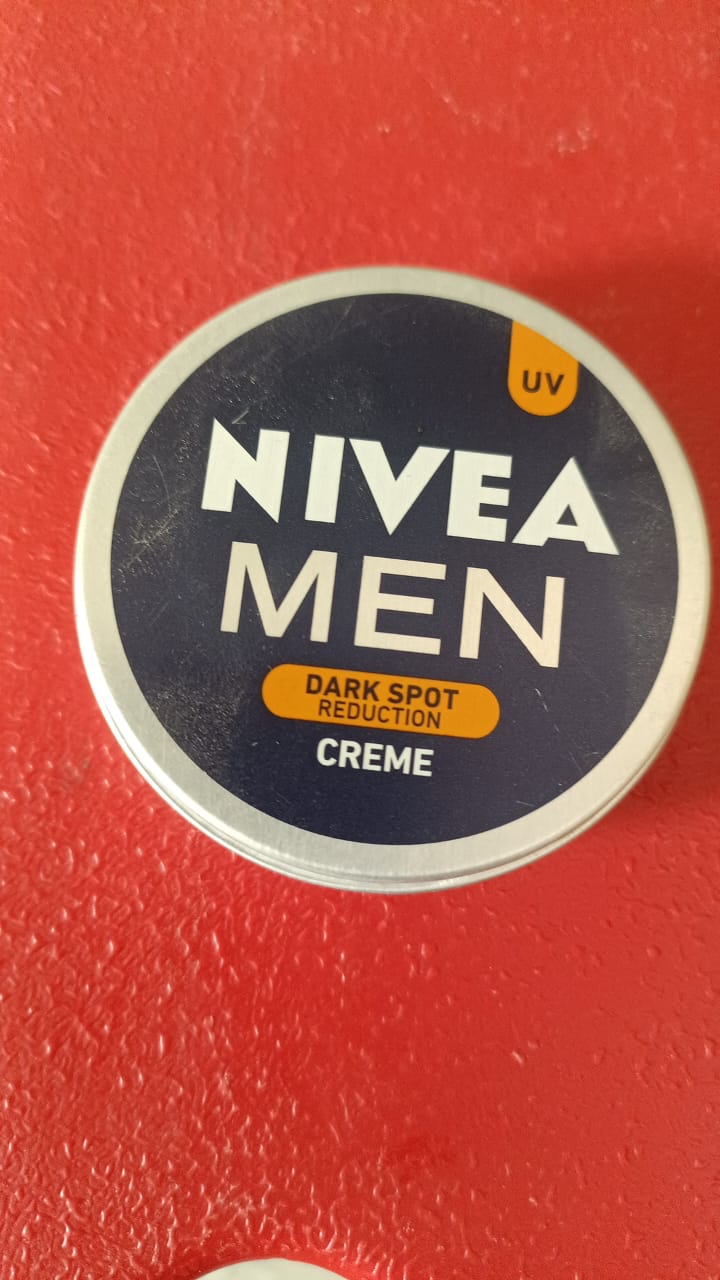 UV
NIVEA
MEN
DARK SPOT
REDUCTION
CREME